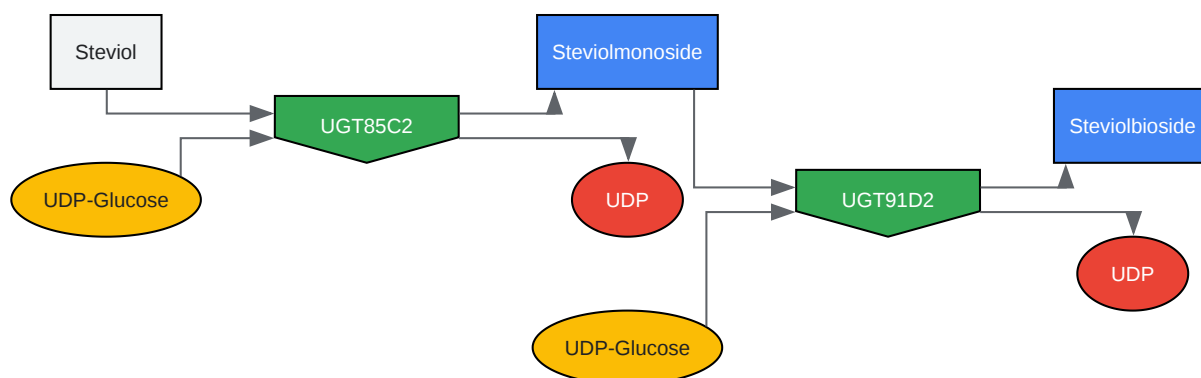 Steviol
Steviolmonoside
UGT85C2
Steviolbioside
UDP-Glucose
UDP
UGT91D2
UDP
UDP-Glucose